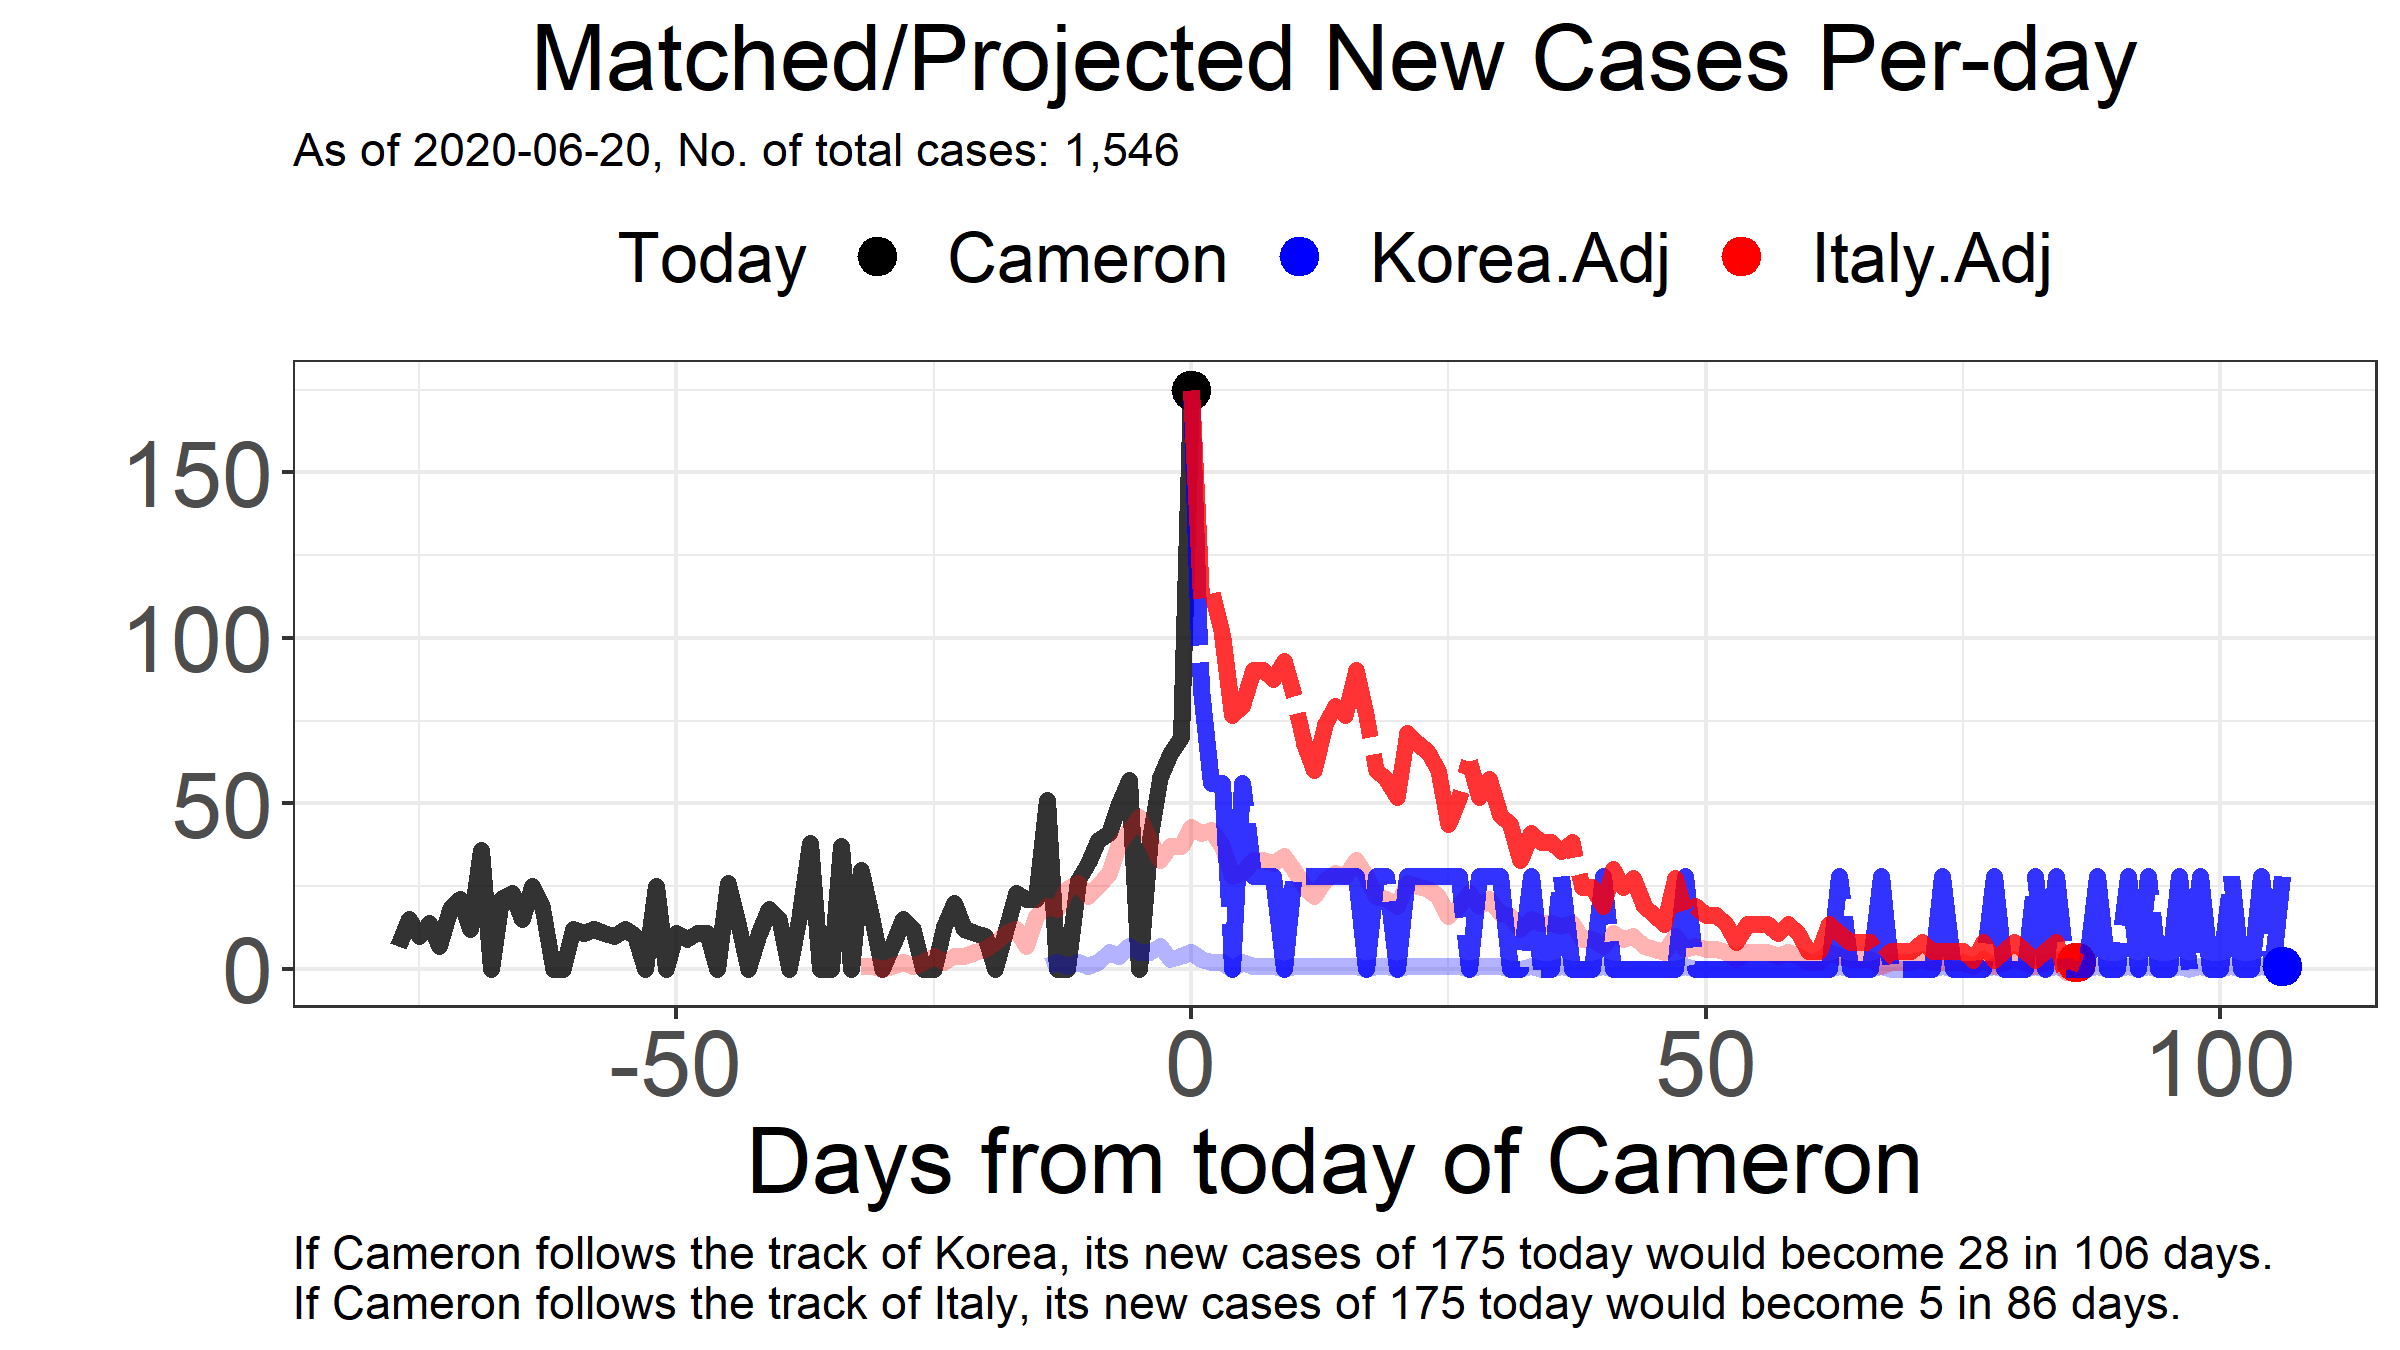 Matched/Projected New Cases Per-day
As of 2020-06-20, No. of total cases: 1,546
Today Cameron Korea.Adj Italy.Adj
150
100
50
0
-50 0 50 100
Days from today of Cameron
If Cameron follows the track of Korea, its new cases of 175 today would become 28 in 106 days.
If Cameron follows the track of Italy, its new cases of 175 today would become 5 in 86 days.